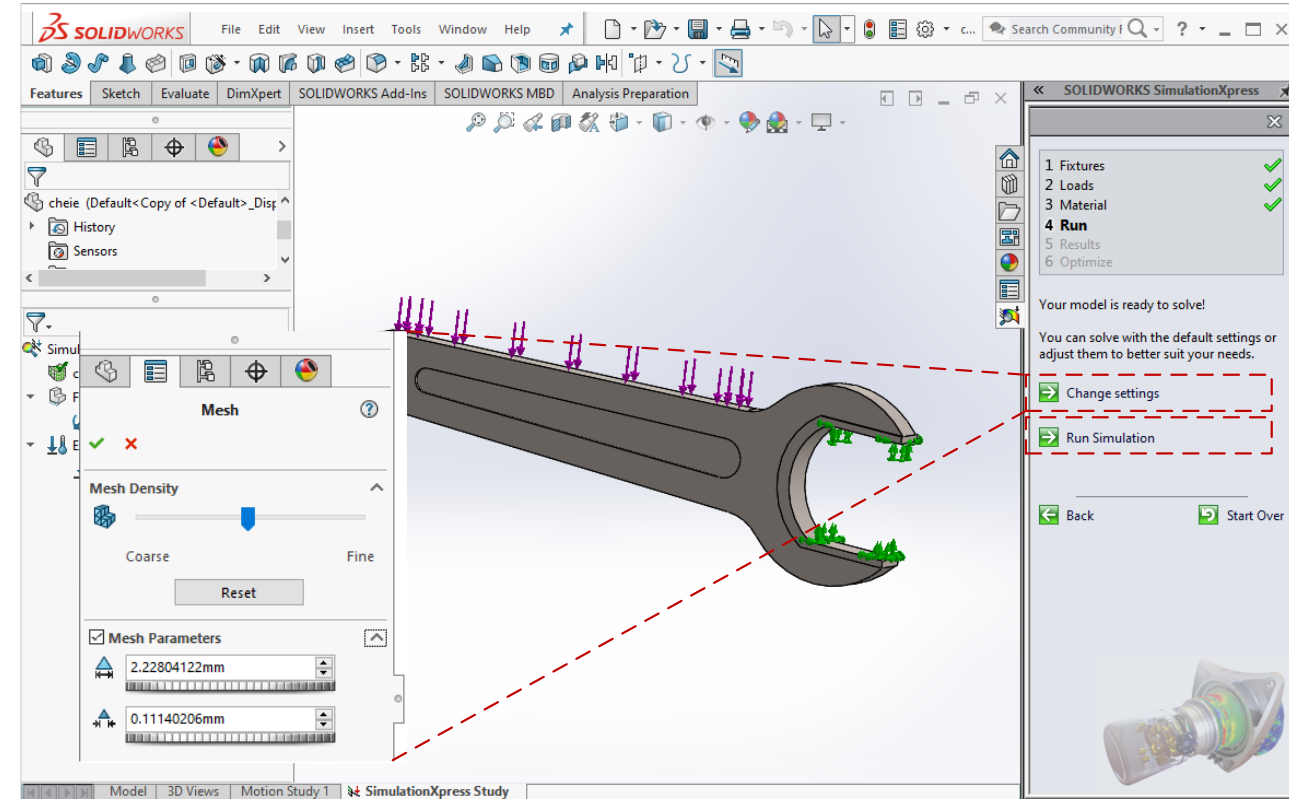 SOLIDWORKS File Edit View Insert Tools Window Help c... Search Community ?
Features Sketch Evaluate DimXpert SOLIDWORKS Add-Ins SOLIDWORKS MBD Analysis Preparation
cheie (Default<Copy of <Default>_Disp
History
Sensors
Simul
c
F
E
Mesh
Mesh Density
Coarse Fine
Reset
Mesh Parameters
2.22804122mm
0.11140206mm
Model 3D Views Motion Study 1 SimulationXpress Study
SOLIDWORKS SimulationXpress
1 Fixtures
2 Loads
3 Material
4 Run
5 Results
6 Optimize
Your model is ready to solve!
You can solve with the default settings or
adjust them to better suit your needs.
Change settings
Run Simulation
Back Start Over